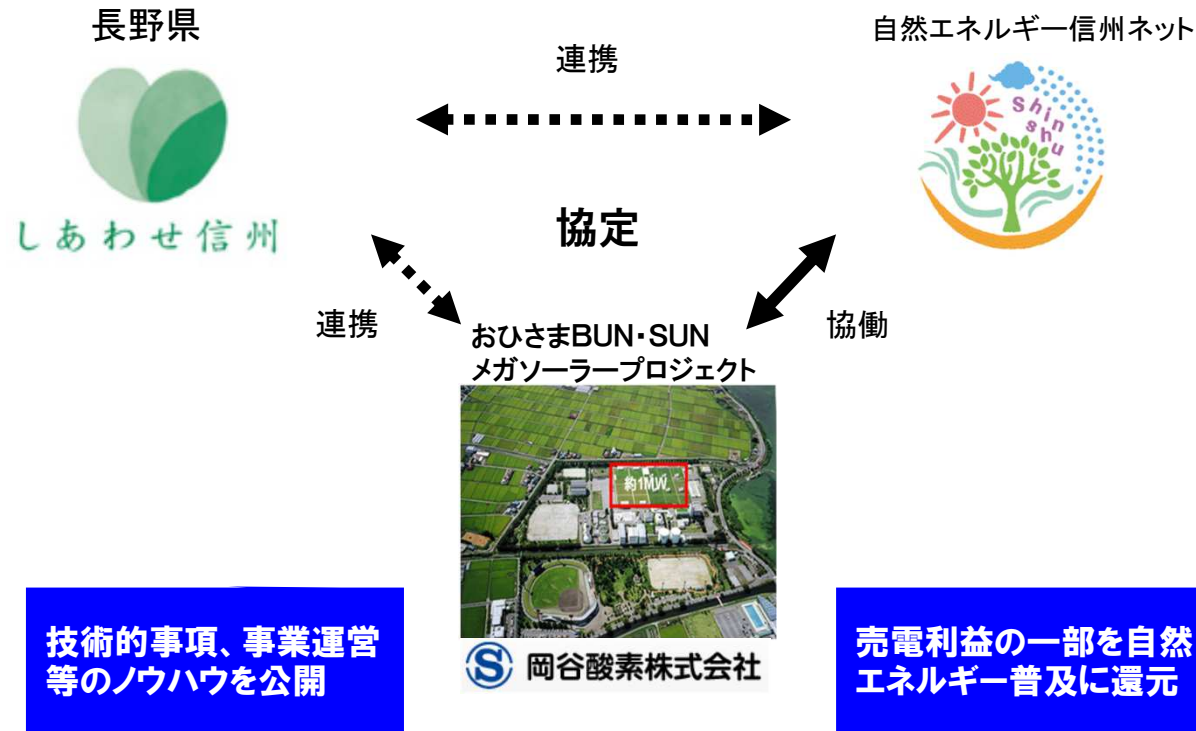 長野県
自然エネルギー信州ネット
連携
shin
shu
しあわせ信州
協定
連携
協働
おひさまBUN・SUN
メガソーラープロジェクト
約1MW
技術的事項、事業運営
等のノウハウを公開
売電利益の一部を自然
エネルギー普及に還元
S 岡谷酸素株式会社